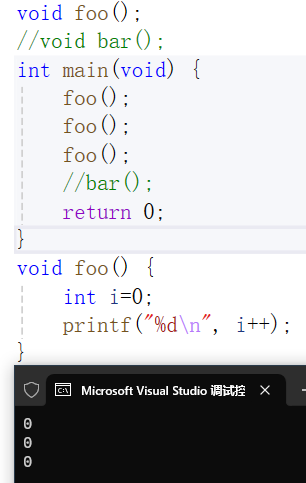 void foo();
//void bar();
int main(void) {
    foo();
    foo();
    foo();
    //bar();
    return 0;
}
void foo() {
    int i=0;
    printf("%d\n", i++);
}
Microsoft Visual Studio 调试控
0
0
0